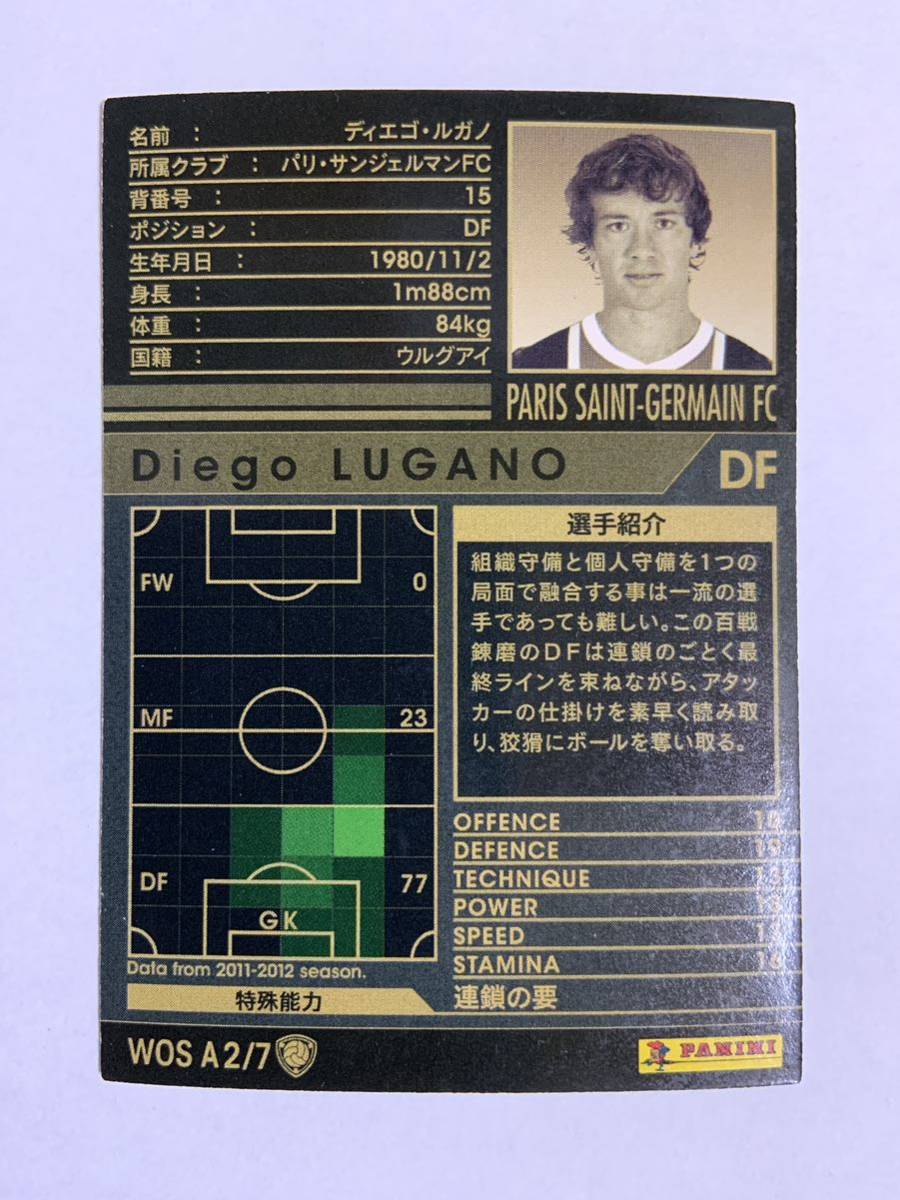 名前 : ディエゴ・ルガノ
所属クラブ : パリ・サンジェルマンFC
背番号 : 15
ポジション : DF
生年月日 : 1980/11/2
身長 : 1m88cm
体重 : 84kg
国籍 : ウルグアイ
PARIS SAINT-GERMAIN FC
Diego LUGANO DF
FW 0
MF 23
DF 77
GK
Data from 2011-2012 season.
特殊能力
選手紹介
組織守備と個人守備を1つの
局面で融合する事は一流の選
手であっても難しい。この百戦
錬磨のDFは連鎖のごとく最
終ラインを束ねながら、アタッ
カーの仕掛けを素早く読み取
り、狡猾にボールを奪い取る。
OFFENCE
DEFENCE 19
TECHNIQUE
POWER
SPEED
STAMINA 16
連鎖の要
WOS A2/7
PANINI